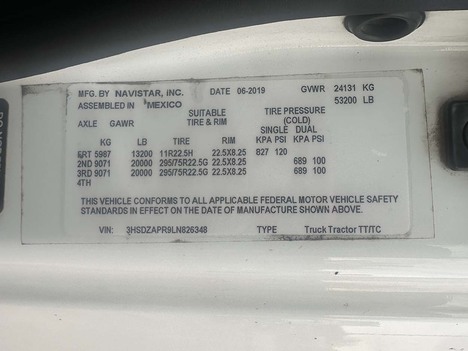 MFG. BY NAVISTAR, INC. DATE 06-2019 GVWR 24131 KG
ASSEMBLED IN MEXICO 53200 LB
SUITABLE TIRE PRESSURE
AXLE GAWR TIRE & RIM (COLD)
SINGLE DUAL
KG LB TIRE RIM KPA PSI KPA PSI
FRT 5987 13200 11R22.5H 22.5X8.25 827 120
2ND 9071 20000 295/75R22.5G 22.5X8.25 689 100
3RD 9071 20000 295/75R22.5G 22.5X8.25 689 100
4TH
THIS VEHICLE CONFORMS TO ALL APPLICABLE FEDERAL MOTOR VEHICLE SAFETY
STANDARDS IN EFFECT ON THE DATE OF MANUFACTURE SHOWN ABOVE.
VIN: 3HSDZAPR9LN826348 TYPE Truck Tractor TT/TC